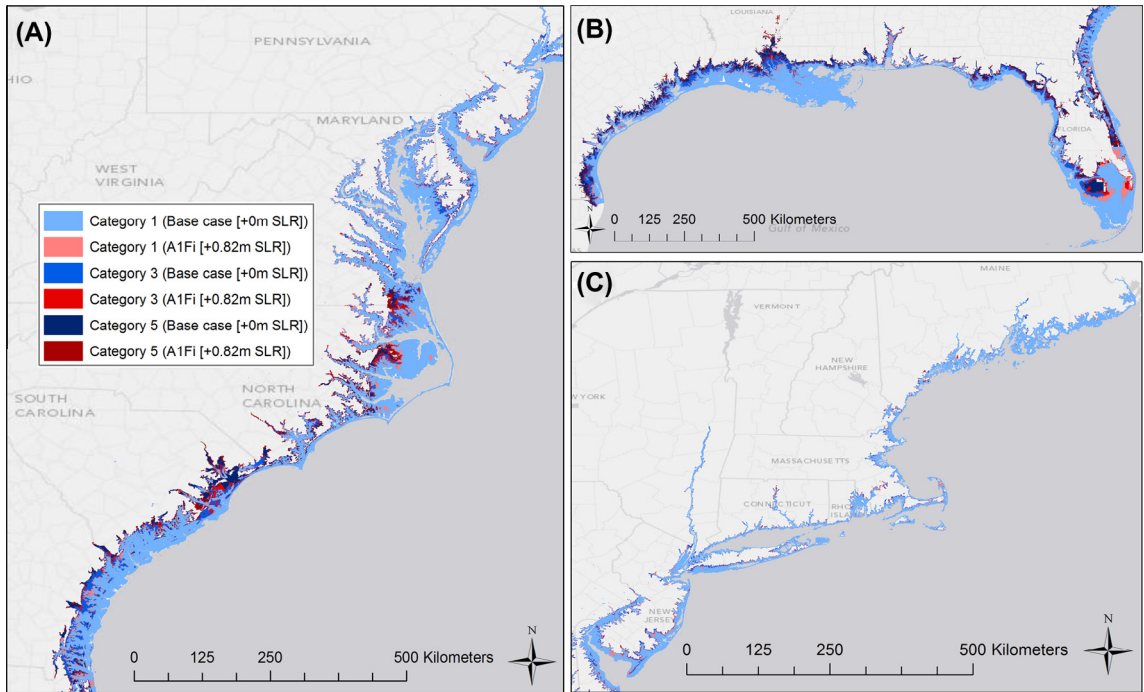 (A)
PENNSYLVANIA
HIO
MARYLAND
WEST
VIRGINIA
Category 1 (Base case [+0m SLR])
Category 1 (A1Fi [+0.82m SLR])
Category 3 (Base case [+0m SLR])
Category 3 (A1Fi [+0.82m SLR])
Category 5 (Base case [+0m SLR])
Category 5 (A1Fi [+0.82m SLR])
NORTH
CAROLINA
SOUTH
CAROLINA
N
0 125 250 500 Kilometers
(B)
LOUISIANA
FLORIDA
N
0 125 250 500 Kilometers
Gulf of Mexico
(C)
MAINE
VERMONT
NEW
HAMPSHIRE
W YORK
MASSACHUSETTS
CONNECTICUT
RHO
ISLAN
NEW
JERSEY
N
0 125 250 500 Kilometers